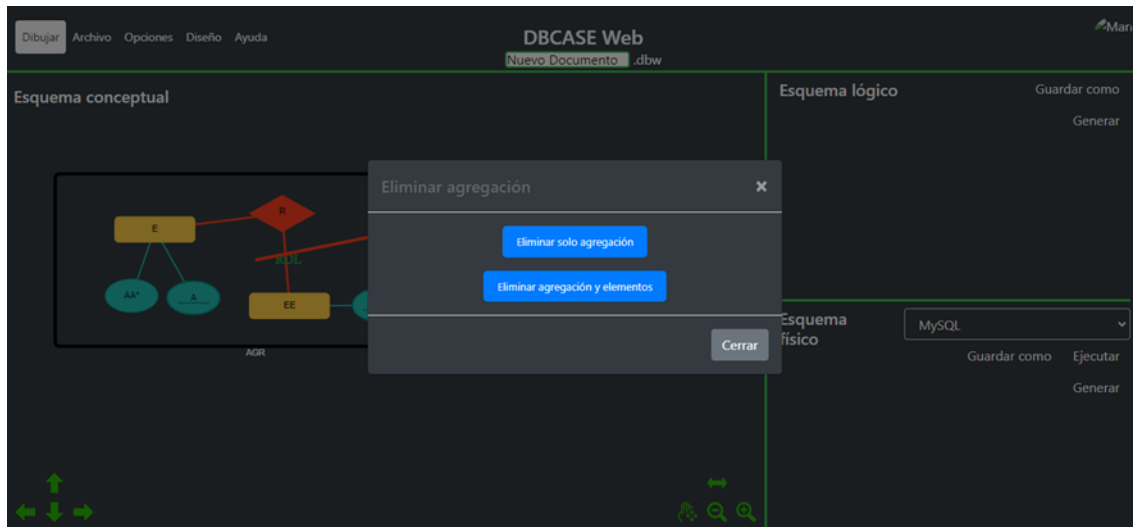 Dibujar Archivo Opciones Diseño Ayuda
DBCASE Web
Nuevo Documento .dbw
Man
Esquema conceptual
Esquema lógico
Guardar como
Generar
Eliminar agregación ×
Eliminar solo agregación
Eliminar agregación y elementos
Cerrar
R
E
AA*
A
EE
AGR
Esquema físico
MySQL
Guardar como Ejecutar
Generar